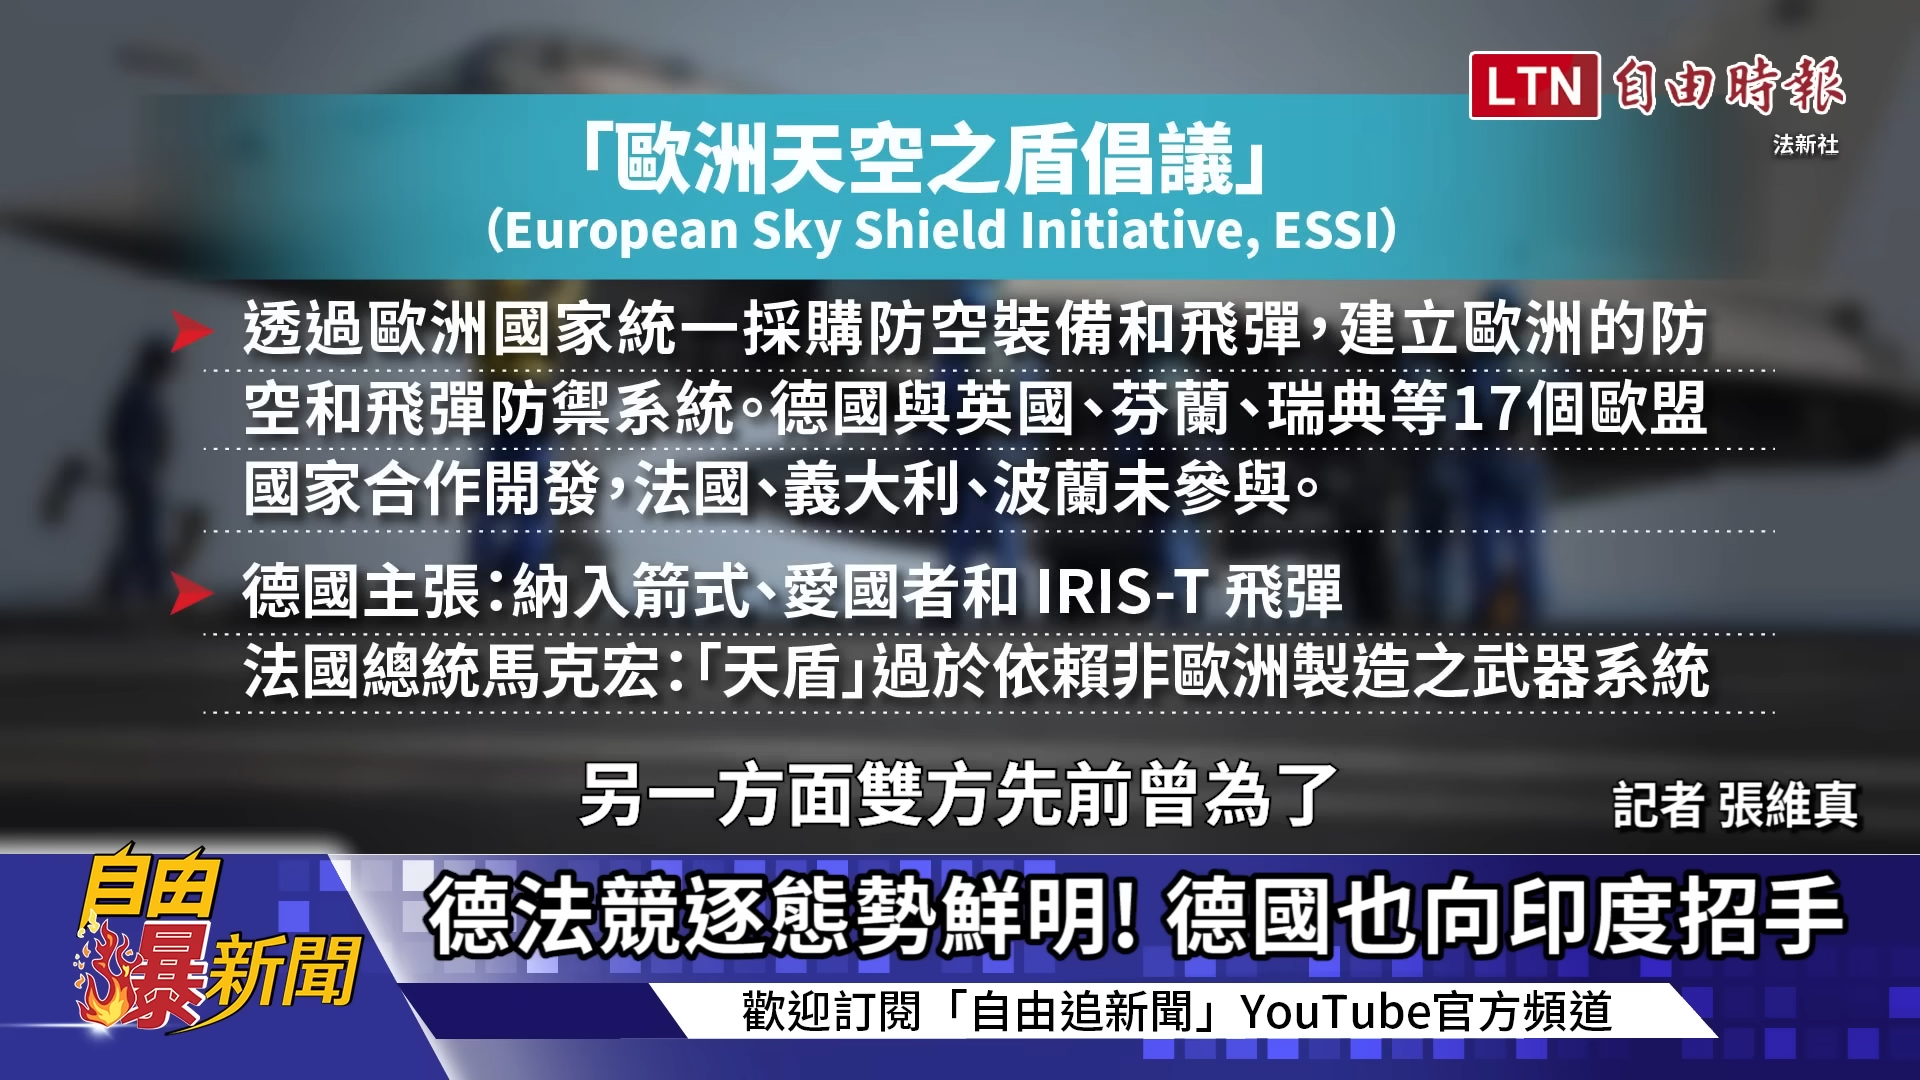 LTN 自由時報
法新社
「歐洲天空之盾倡議」
（European Sky Shield Initiative, ESSI）
透過歐洲國家統一採購防空裝備和飛彈，建立歐洲的防
空和飛彈防禦系統。德國與英國、芬蘭、瑞典等17個歐盟
國家合作開發，法國、義大利、波蘭未參與。
德國主張：納入箭式、愛國者和 IRIS-T 飛彈
法國總統馬克宏：「天盾」過於依賴非歐洲製造之武器系統
另一方面雙方先前曾為了
記者 張維真
自由爆新聞
德法競逐態勢鮮明! 德國也向印度招手
歡迎訂閱「自由追新聞」YouTube官方頻道